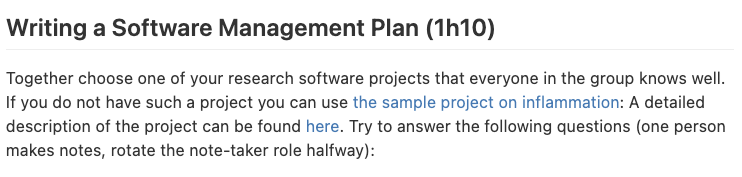 Writing a Software Management Plan (1h10)
Together choose one of your research software projects that everyone in the group knows well.
If you do not have such a project you can use the sample project on inflammation: A detailed
description of the project can be found here. Try to answer the following questions (one person
makes notes, rotate the note-taker role halfway):